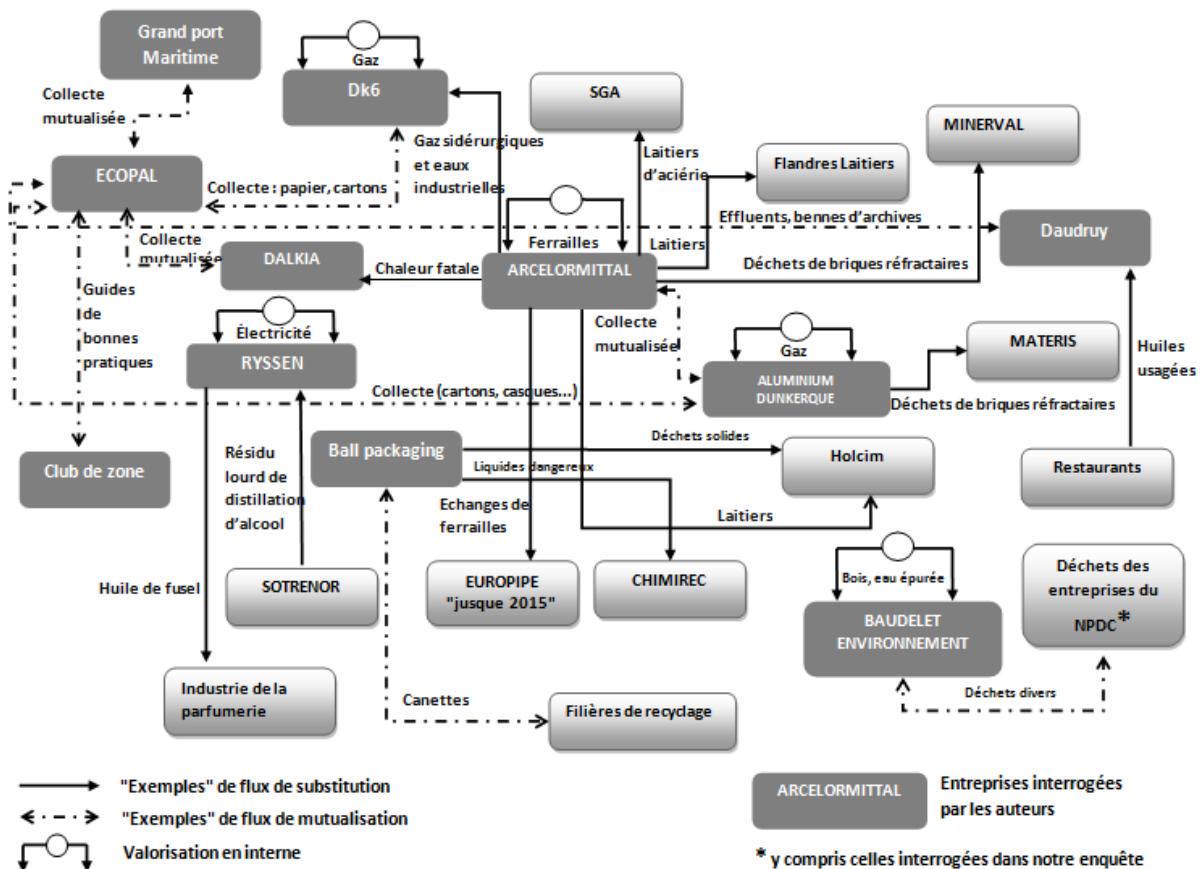 Grand port
Maritime
Gaz
Dk6
SGA
MINERVAL
Collecte
mutualisée
Gaz sidérurgiques
et eaux
industrielles
Laitiers
d'aciérie
Flandres Laitiers
ECOPAL
Collecte : papier, cartons
Effluents, bennes d'archives
Daudruy
Collecte
mutualisée
DALKIA
Chaleur fatale
Ferrailles
ARCELORMITTAL
Laitiers
Déchets de briques réfractaires
Guides
de
bonnes
pratiques
Électricité
RYSSEN
Collecte
mutualisée
Gaz
ALUMINIUM
DUNKERQUE
MATERIS
Huiles
usagées
Collecte (cartons, casques...)
Déchets de briques réfractaires
Club de zone
Résidu
lourd de
distillation
d'alcool
Ball packaging
Déchets solides
Liquides dangereux
Holcim
Restaurants
Echanges de
ferrailles
Laitiers
Huile de fusel
SOTRENOR
EUROPIPE
"jusque 2015"
CHIMIREC
Bois, eau épurée
BAUDELET
ENVIRONNEMENT
Déchets des
entreprises du
NPDC*
Industrie de la
parfumerie
Canettes
Filières de recyclage
Déchets divers
"Exemples" de flux de substitution
"Exemples" de flux de mutualisation
Valorisation en interne
ARCELORMITTAL
Entreprises interrogées
par les auteurs
* y compris celles interrogées dans notre enquête